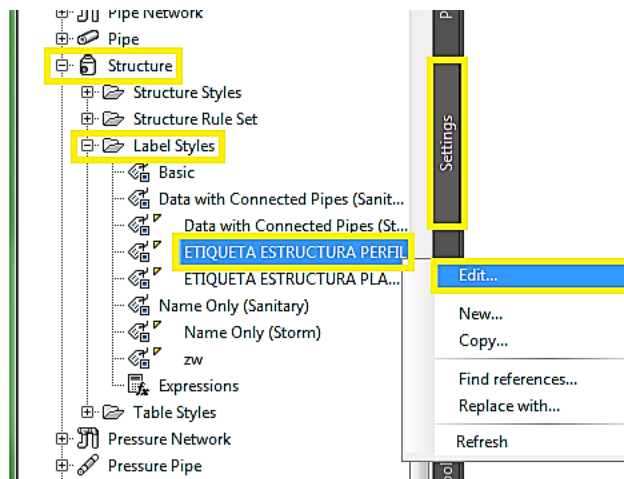 Pipe Network
Pipe
Structure
Structure Styles
Structure Rule Set
Label Styles
Basic
Data with Connected Pipes (Sanit...
Data with Connected Pipes (St...
ETIQUETA ESTRUCTURA PERFIL
ETIQUETA ESTRUCTURA PLA...
Name Only (Sanitary)
Name Only (Storm)
zw
Expressions
Table Styles
Pressure Network
Pressure Pipe
Settings
Edit...
New...
Copy...
Find references...
Replace with...
Refresh